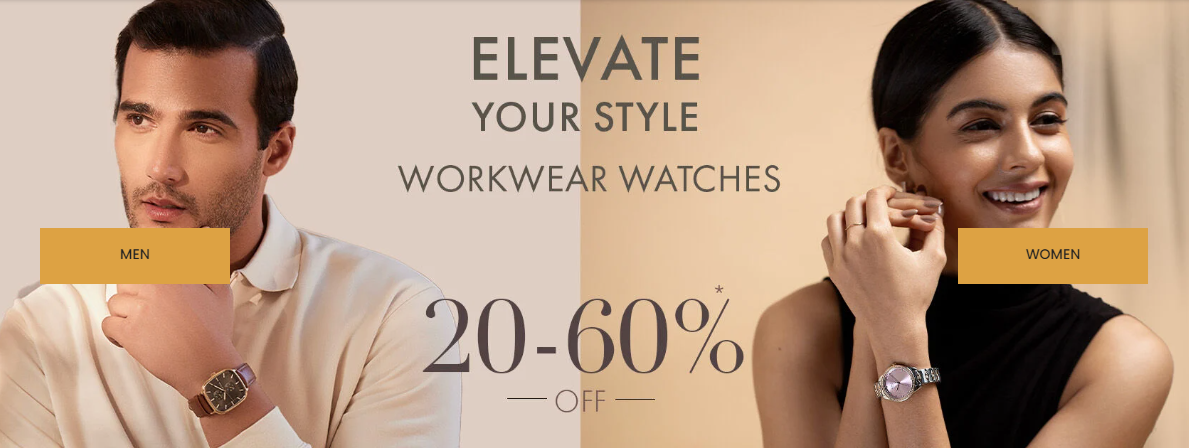 ELEVATE
YOUR STYLE
WORKWEAR WATCHES
MEN
WOMEN
20-60%*
OFF